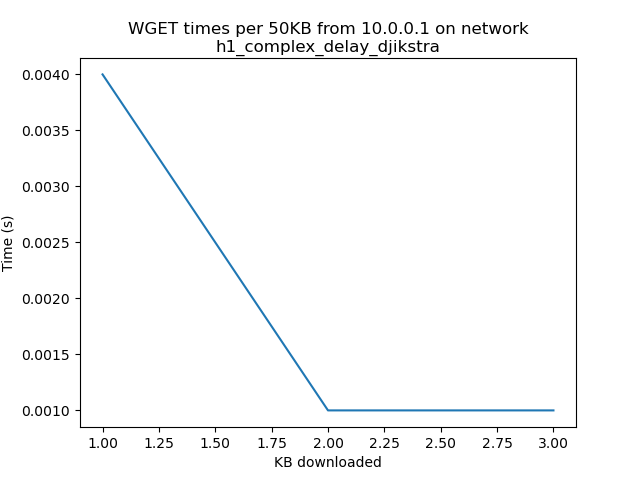 WGET times per 50KB from 10.0.0.1 on network
h1_complex_delay_djikstra
0.0040
0.0035
0.0030
0.0025
0.0020
0.0015
0.0010
Time (s)
1.00 1.25 1.50 1.75 2.00 2.25 2.50 2.75 3.00
KB downloaded